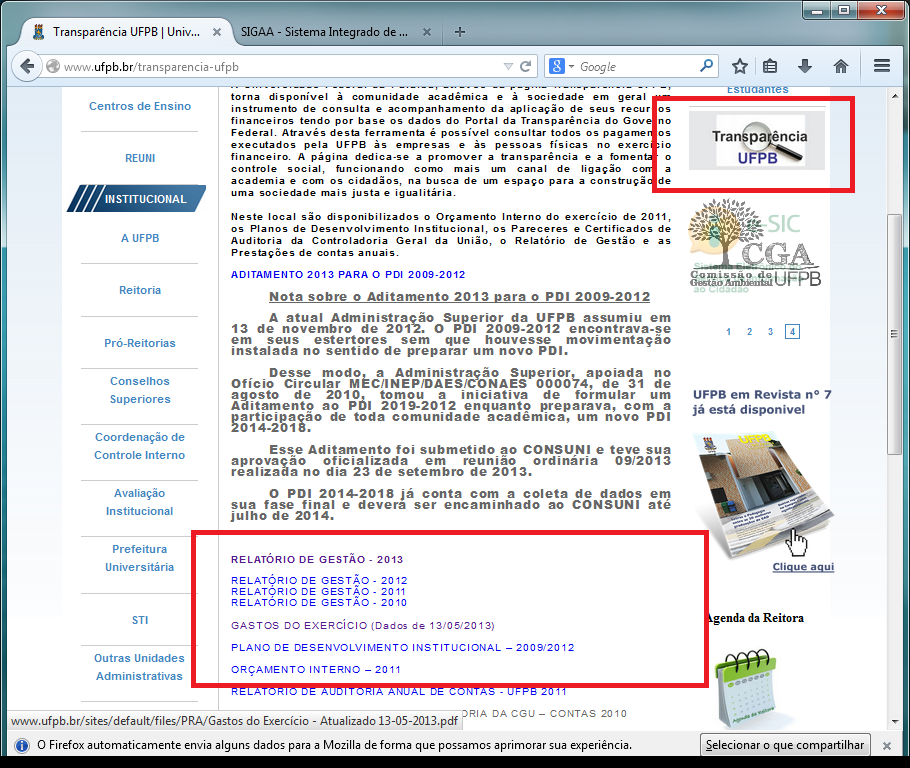 Transparência UFPB | Univ...
SIGAA - Sistema Integrado de ...
www.ufpb.br/transparencia-ufpb
Google
Centros de Ensino
REUNI
INSTITUCIONAL
A UFPB
Reitoria
Pró-Reitorias
Conselhos
Superiores
Coordenação de
Controle Interno
Avaliação
Institucional
Prefeitura
Universitária
STI
Outras Unidades
Administrativas
torna disponível à comunidade acadêmica e à sociedade em geral um
instrumento de consulta e acompanhamento da aplicação de seus recursos
financeiros tendo por base os dados do Portal da Transparência do Governo
Federal. Através desta ferramenta é possível consultar todos os pagamentos
executados pela UFPB às empresas e às pessoas físicas no exercício
financeiro. A página dedica-se a promover a transparência e a fomentar o
controle social, funcionando como mais um canal de ligação com a
academia e com os cidadãos, na busca de um espaço para a construção de
uma sociedade mais justa e igualitária.
Neste local são disponibilizados o Orçamento Interno do exercício de 2011,
os Planos de Desenvolvimento Institucional, os Pareceres e Certificados de
Auditoria da Controladoria Geral da União, o Relatório de Gestão e as
Prestações de contas anuais.
ADITAMENTO 2013 PARA O PDI 2009-2012
Nota sobre o Aditamento 2013 para o PDI 2009-2012
A atual Administração Superior da UFPB assumiu em
13 de novembro de 2012. O PDI 2009-2012 encontrava-se
em seus estertores sem que houvesse movimentação
instalada no sentido de preparar um novo PDI.
Desse modo, a Administração Superior, apoiada no
Ofício Circular MEC/INEP/DAES/CONAES 000074, de 31 de
agosto de 2010, tomou a iniciativa de formular um
Aditamento ao PDI 2019-2012 enquanto preparava, com a
participação de toda comunidade acadêmica, um novo PDI
2014-2018.
Esse Aditamento foi submetido ao CONSUNI e teve sua
aprovação oficializada em reunião ordinária 09/2013
realizada no dia 23 de setembro de 2013.
O PDI 2014-2018 já conta com a coleta de dados em
sua fase final e deverá ser encaminhado ao CONSUNI até
julho de 2014.
RELATÓRIO DE GESTÃO - 2013
RELATÓRIO DE GESTÃO - 2012
RELATÓRIO DE GESTÃO - 2011
RELATÓRIO DE GESTÃO - 2010
GASTOS DO EXERCÍCIO (Dados de 13/05/2013)
PLANO DE DESENVOLVIMENTO INSTITUCIONAL – 2009/2012
ORÇAMENTO INTERNO – 2011
RELATÓRIO DE AUDITORIA ANUAL DE CONTAS - UFPB 2011
ORIA DA CGU – CONTAS 2010
Estudantes
Transparência
UFPB
e-SIC
CGA
Comissão de
Gestão Ambiental UFPB
ao Cidadão
1 2 3 4
UFPB em Revista nº 7
já está disponivel
UFPB
Clique aqui
Agenda da Reitora
Agenda da Reitora
www.ufpb.br/sites/default/files/PRA/Gastos do Exercício - Atualizado 13-05-2013.pdf
O Firefox automaticamente envia alguns dados para a Mozilla de forma que possamos aprimorar sua experiência.
Selecionar o que compartilhar